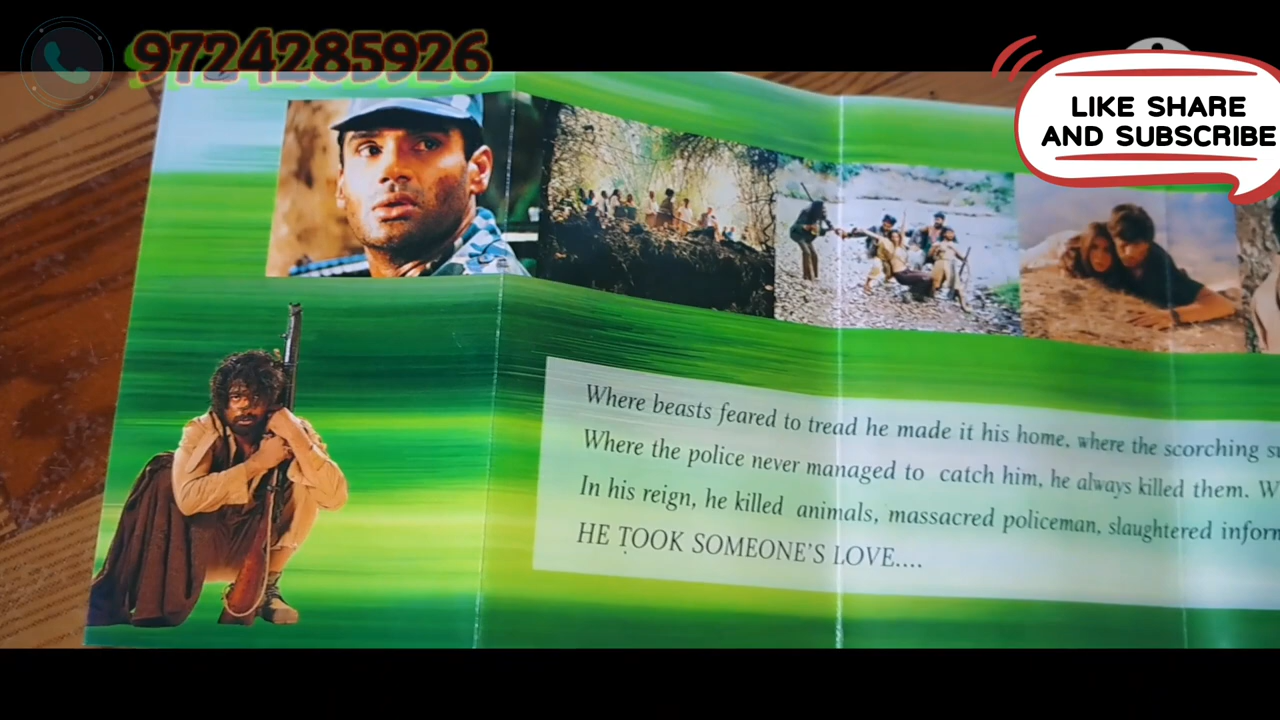 9724285926
LIKE SHARE
AND SUBSCRIBE
Where beasts feared to tread he made it his home, where the scorching
Where the police never managed to catch him, he always killed them.
In his reign, he killed animals, massacred policeman, slaughtered
HE TOOK SOMEONE'S LOVE....